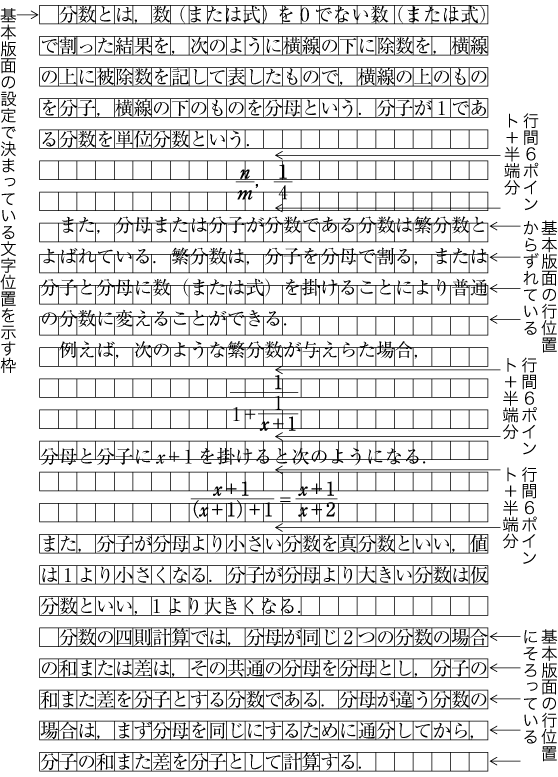 分数とは，数（または式）を0でない数（または式）
で割った結果を，次のように横線の下に除数を，横線
の上に被除数を記して表したもので，横線の上のもの
を分子，横線の下のものを分母という．分子が1であ
る分数を単位分数という．
n/m，1/4
また，分母または分子が分数である分数は繁分数と
よばれている．繁分数は，分子を分母で割る，または
分子と分母に数（または式）を掛けることにより普通
の分数に変えることができる．
例えば，次のような繁分数が与えらた場合，
1/(1+1/(x+1))
分母と分子にx+1を掛けると次のようになる．
(x+1)/((x+1)+1)=(x+1)/(x+2)
また，分子が分母より小さい分数を真分数といい，値
は1より小さくなる．分子が分母より大きい分数は仮
分数といい，1より大きくなる．
分数の四則計算では，分母が同じ2つの分数の場合
の和または差は，その共通の分母を分母とし，分子の
和また差を分子とする分数である．分母が違う分数の
場合は，まず分母を同じにするために通分してから，
分子の和また差を分子として計算する．
基本版面の設定で決まっている文字位置を示す枠
行間6ポイン
ト+半端分
基本版面の行位置
からずれている
行間6ポイン
ト+半端分
行間6ポイン
ト+半端分
基本版面の行位置
にそろっている